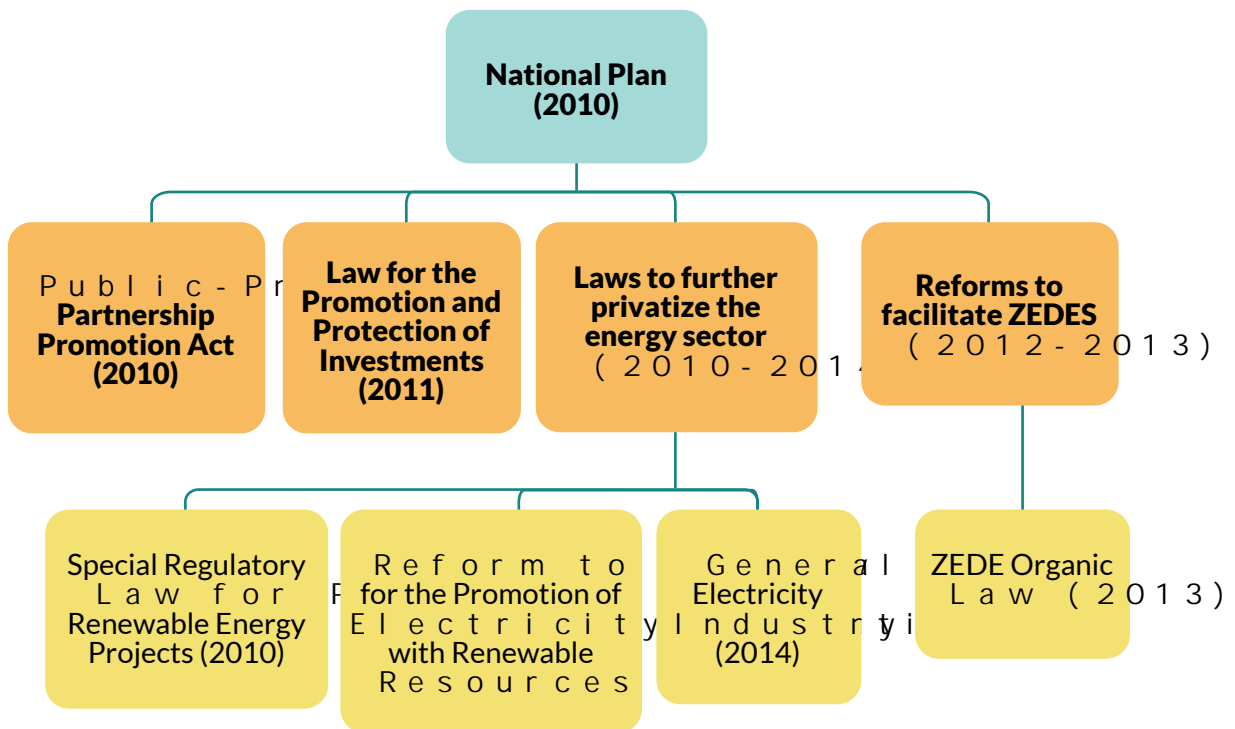 National Plan
(2010)
Public-Pr
Partnership
Promotion Act
(2010)
Law for the
Promotion and
Protection of
Investments
(2011)
Laws to further
privatize the
energy sector
(2010-201
Reforms to
facilitate ZEDES
(2012-2013)
Special Regulatory
Law for
Renewable Energy
Projects (2010)
Reform to
for the Promotion of
Electricity
with Renewable
Resources
General
Electricity
Industry
(2014)
ZEDE Organic
Law (2013)